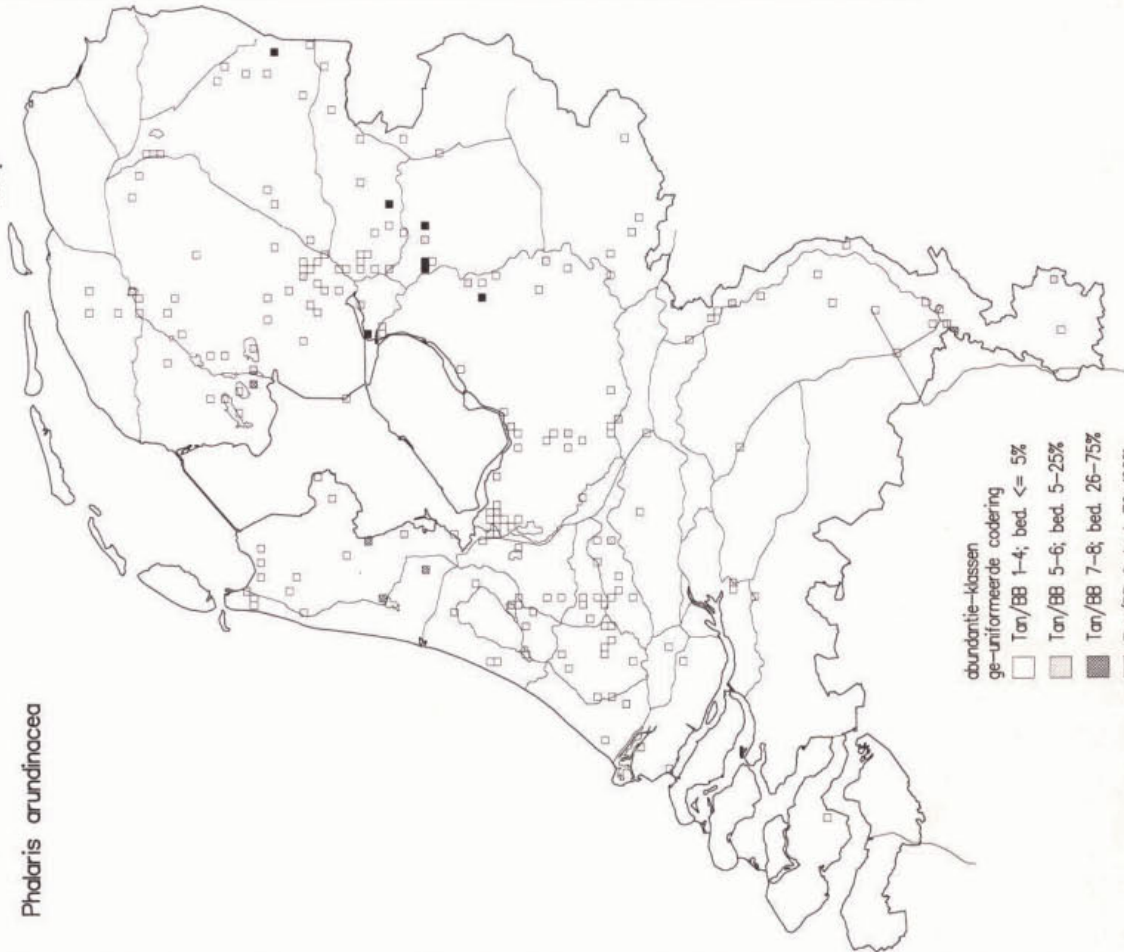 Phalaris arundinacea
abundantie-klassen
ge-uniformeerde codering
Tan/BB 1-4; bed. <= 5%
Tan/BB 5-6; bed. 5-25%
Tan/BB 7-8; bed. 26-75%